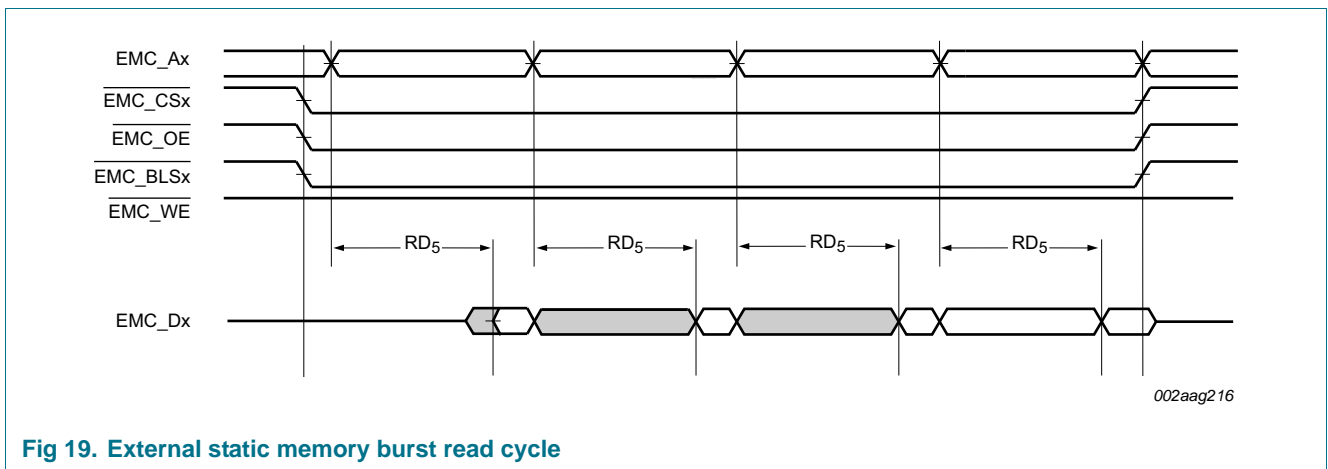 EMC_Ax
EMC_CSx
EMC_OE
EMC_BLSx
EMC_WE
RD5 RD5 RD5 RD5
EMC_Dx
002aag216
Fig 19. External static memory burst read cycle